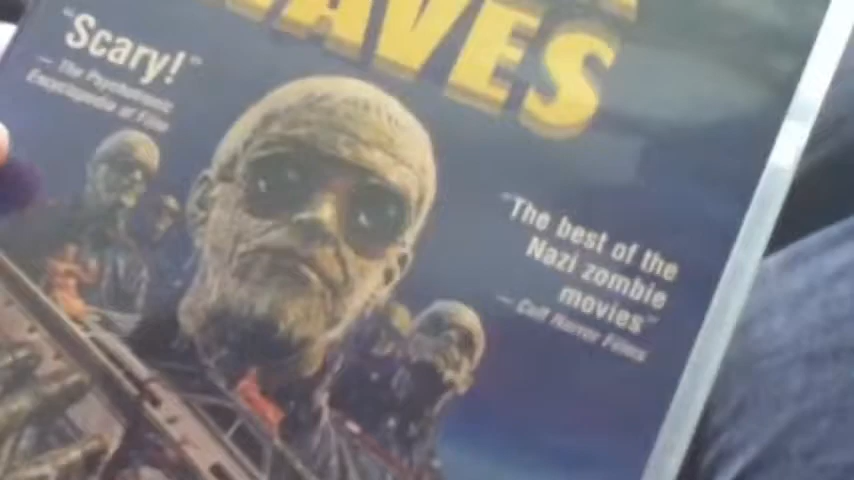 AVES
"Scary!"
— The Psychotronic
Encyclopedia of Film
"The best of the
Nazi zombie
movies"
— Cult Horror Films